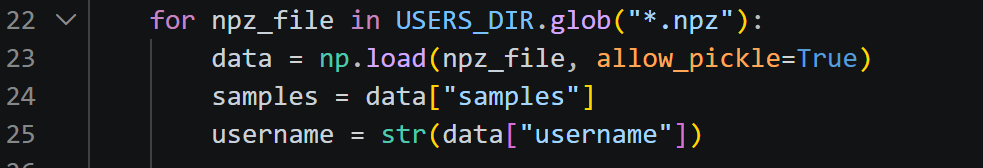 22 for npz_file in USERS_DIR.glob("*.npz"):
23 data = np.load(npz_file, allow_pickle=True)
24 samples = data["samples"]
25 username = str(data["username"])